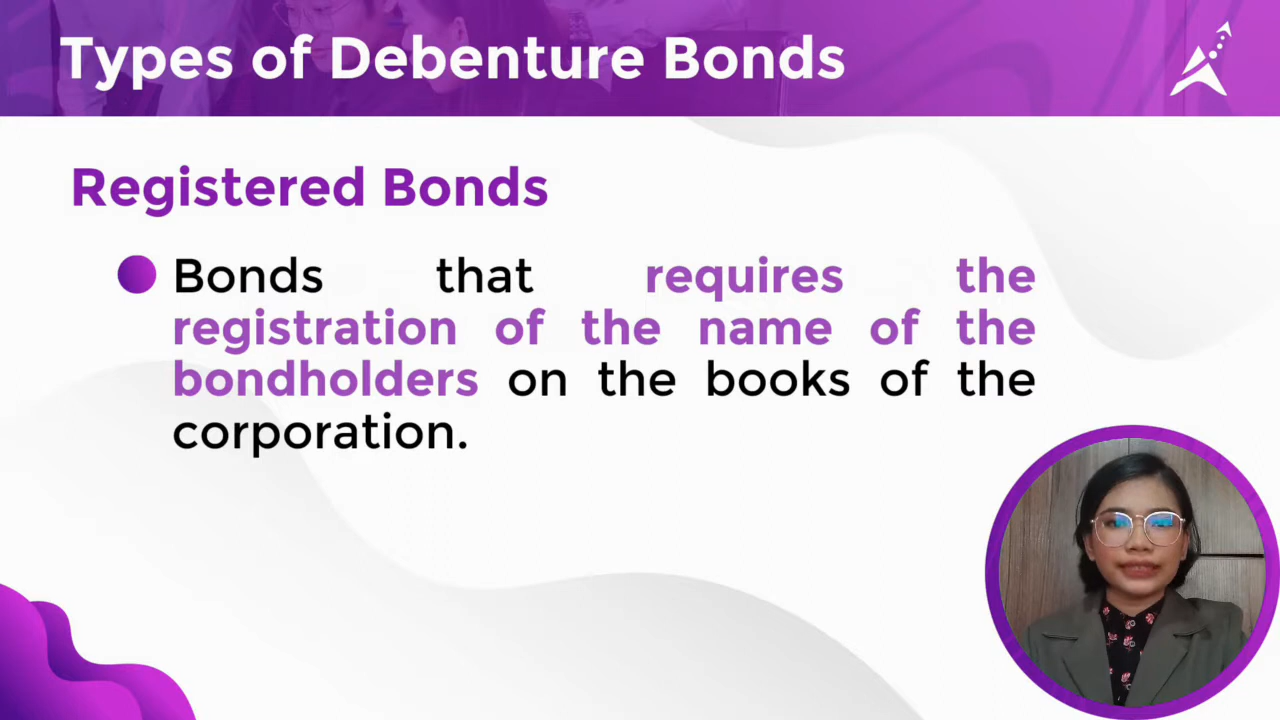 Types of Debenture Bonds
Registered Bonds
Bonds that requires the
registration of the name of the
bondholders on the books of the
corporation.